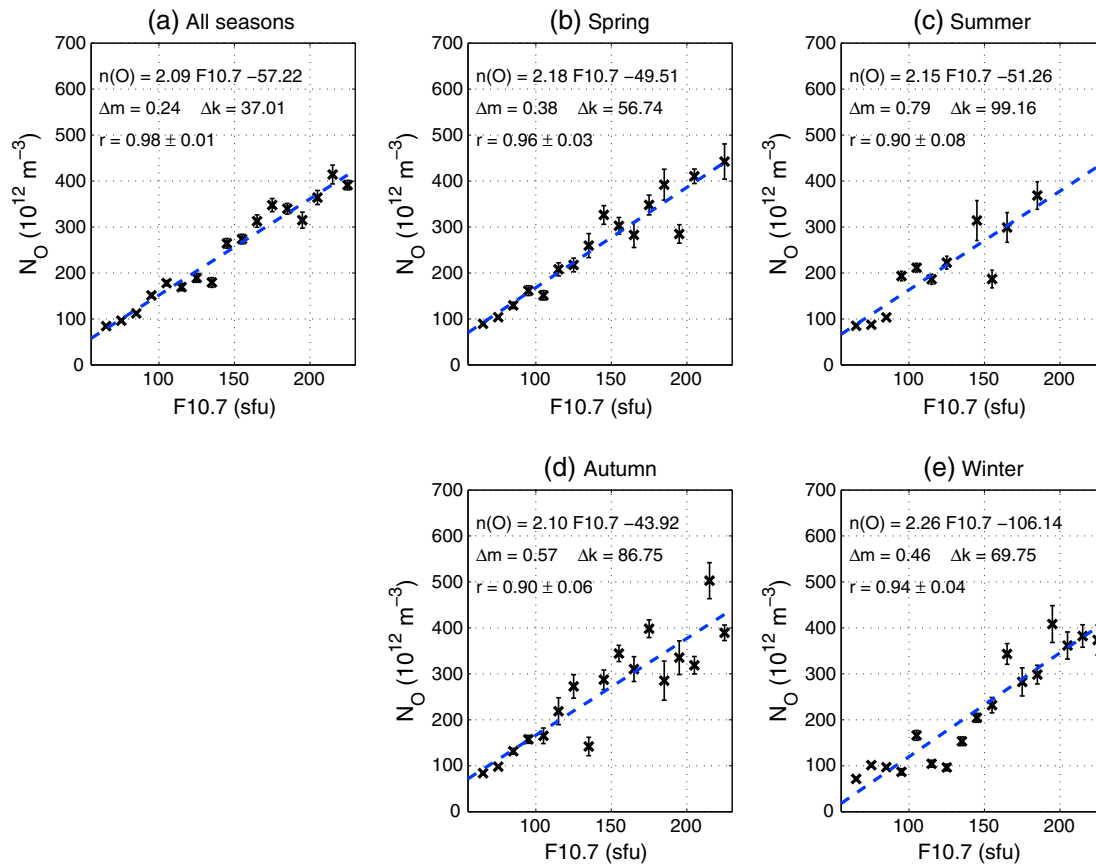 (a) All seasons
n(O) = 2.09 F10.7 −57.22
Δm = 0.24 Δk = 37.01
r = 0.98 ± 0.01
700
600
500
400
300
200
100
0
N_O (10^12 m^−3)
100 150 200
F10.7 (sfu)
(b) Spring
n(O) = 2.18 F10.7 −49.51
Δm = 0.38 Δk = 56.74
r = 0.96 ± 0.03
700
600
500
400
300
200
100
0
N_O (10^12 m^−3)
100 150 200
F10.7 (sfu)
(c) Summer
n(O) = 2.15 F10.7 −51.26
Δm = 0.79 Δk = 99.16
r = 0.90 ± 0.08
700
600
500
400
300
200
100
0
N_O (10^12 m^−3)
100 150 200
F10.7 (sfu)
(d) Autumn
n(O) = 2.10 F10.7 −43.92
Δm = 0.57 Δk = 86.75
r = 0.90 ± 0.06
700
600
500
400
300
200
100
0
N_O (10^12 m^−3)
100 150 200
F10.7 (sfu)
(e) Winter
n(O) = 2.26 F10.7 −106.14
Δm = 0.46 Δk = 69.75
r = 0.94 ± 0.04
700
600
500
400
300
200
100
0
N_O (10^12 m^−3)
100 150 200
F10.7 (sfu)